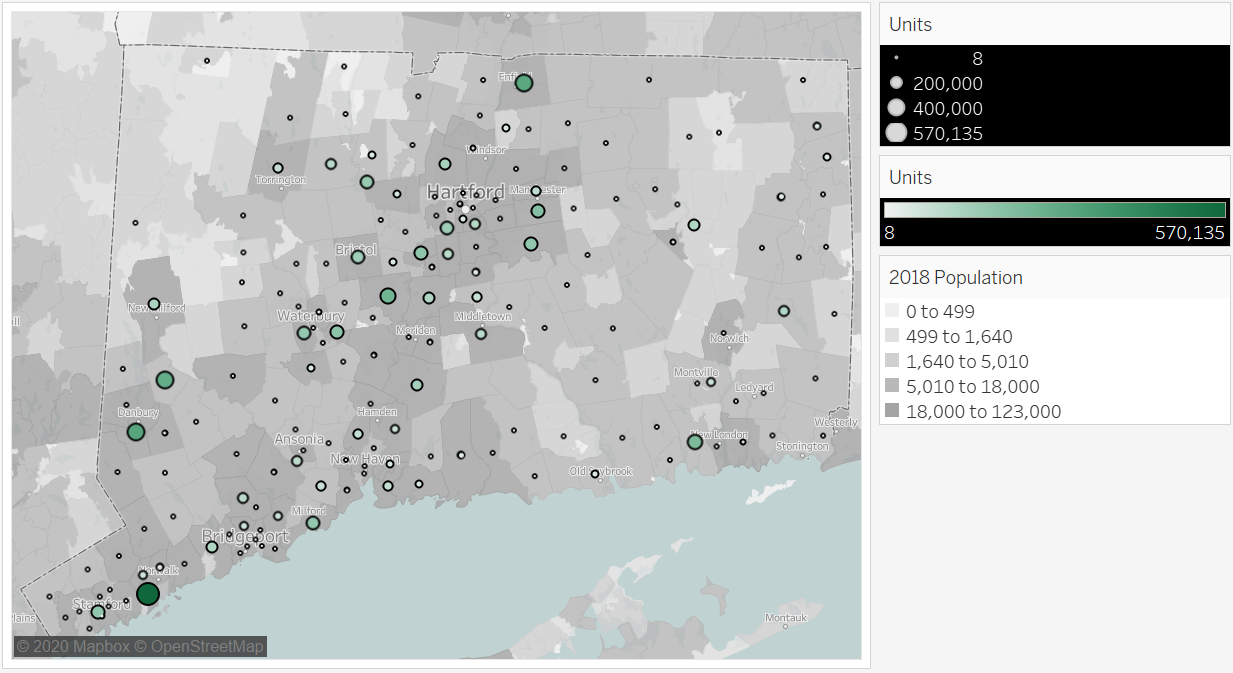 Enfield
Windsor
Torrington
Hartford
Manchester
Bristol
New Milford
Waterbury
Middletown
Meriden
Norwich
Montville
Ledyard
Danbury
Hamden
Westerly
Ansonia
New London
Stonington
New Haven
Old Saybrook
Milford
Bridgeport
Norwalk
Stamford
Montauk
© 2020 Mapbox © OpenStreetMap
Units
8
200,000
400,000
570,135
Units
8 570,135
2018 Population
0 to 499
499 to 1,640
1,640 to 5,010
5,010 to 18,000
18,000 to 123,000